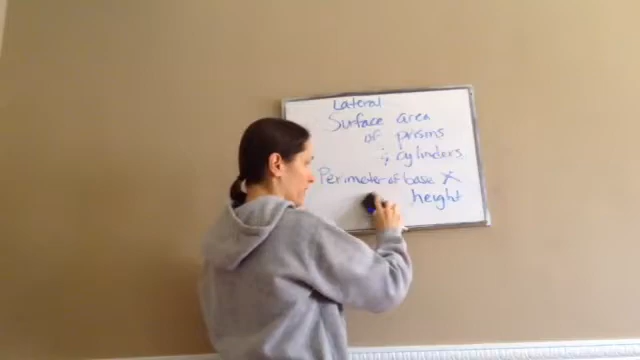 Lateral
Surface area
of prisms
& cylinders
Perimeter of base X
height